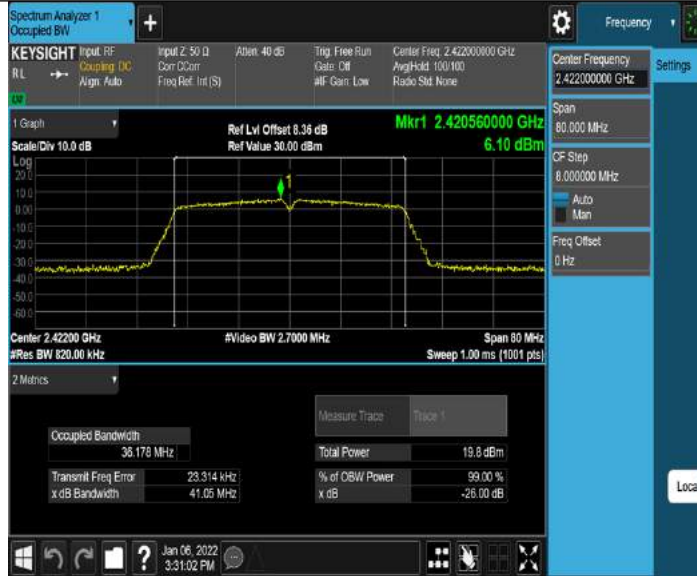 Spectrum Analyzer 1
Occupied BW
+
Frequency
KEYSIGHT Input: RF
Coupling: DC
Align: Auto
RL
Input Z: 50 Ω
Corr CCorr
Freq Ref: Int (S)
Atten: 40 dB
Trig: Free Run
Gate: Off
#IF Gain: Low
Center Freq: 2.422000000 GHz
Avg|Hold: 100/100
Radio Std: None
LW
Center Frequency
2.422000000 GHz
Settings
Span
80.000 MHz
CF Step
8.000000 MHz
Auto
Man
Freq Offset
0 Hz
1 Graph
Scale/Div 10.0 dB
Ref Lvl Offset 8.36 dB
Ref Value 30.00 dBm
Mkr1 2.420560000 GHz
6.10 dBm
Log
20.0
10.0
0.00
-10.0
-20.0
-30.0
-40.0
-50.0
-60.0
1
Center 2.42200 GHz
#Res BW 820.00 kHz
#Video BW 2.7000 MHz
Span 80 MHz
Sweep 1.00 ms (1001 pts)
2 Metrics
Measure Trace Trace 1
Occupied Bandwidth
36.178 MHz
Total Power 19.8 dBm
Transmit Freq Error 23.314 kHz
% of OBW Power 99.00 %
x dB Bandwidth 41.05 MHz
x dB -26.00 dB
Loca
?
Jan 06, 2022
3:31:02 PM